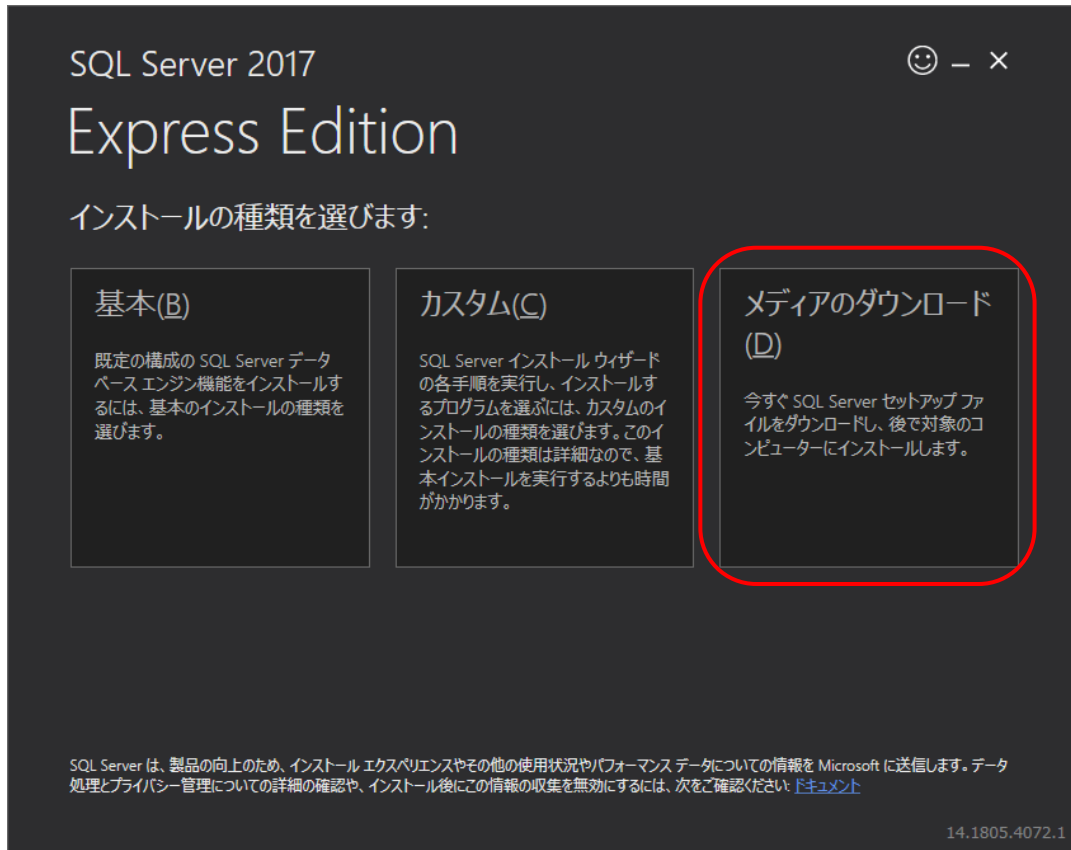 SQL Server 2017
Express Edition
インストールの種類を選びます:
基本(B)
既定の構成の SQL Server データ
ベース エンジン機能をインストールす
るには、基本のインストールの種類を
選びます。
カスタム(C)
SQL Server インストール ウィザード
の各手順を実行し、インストールす
るプログラムを選ぶには、カスタムのイ
ンストールの種類を選びます。このイ
ンストールの種類は詳細なので、基
本インストールを実行するよりも時間
がかかります。
メディアのダウンロード
(D)
今すぐ SQL Server セットアップ ファ
イルをダウンロードし、後で対象のコ
ンピューターにインストールします。
SQL Server は、製品の向上のため、インストール エクスペリエンスやその他の使用状況やパフォーマンス データについての情報を Microsoft に送信します。データ
処理とプライバシー管理についての詳細の確認や、インストール後にこの情報の収集を無効にするには、次をご確認ください: ドキュメント
14.1805.4072.1